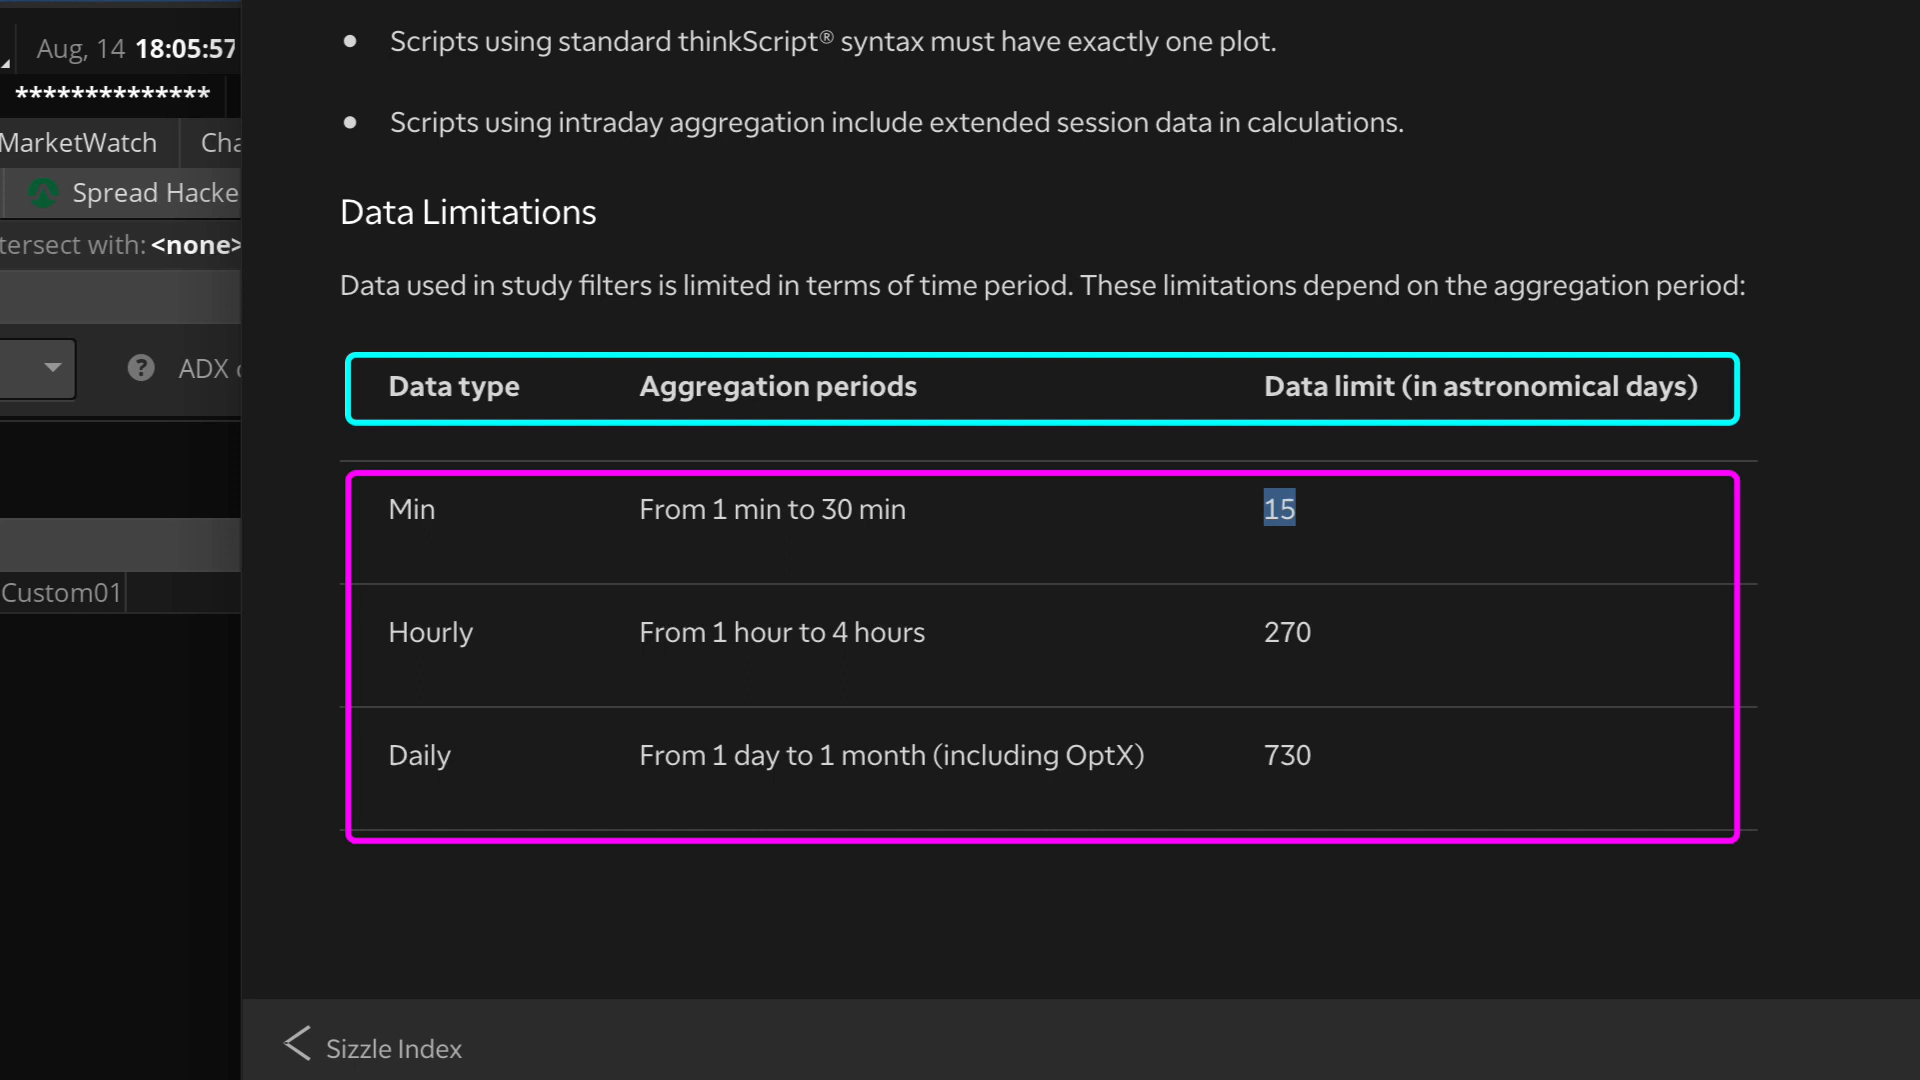 Aug, 14 18:05:57
**************
MarketWatch
Spread Hacke
tersect with: <none>
ADX
Custom01
Scripts using standard thinkScript® syntax must have exactly one plot.
Scripts using intraday aggregation include extended session data in calculations.
Data Limitations
Data used in study filters is limited in terms of time period. These limitations depend on the aggregation period:
Data type Aggregation periods Data limit (in astronomical days)
Min From 1 min to 30 min 15
Hourly From 1 hour to 4 hours 270
Daily From 1 day to 1 month (including OptX) 730
Sizzle Index